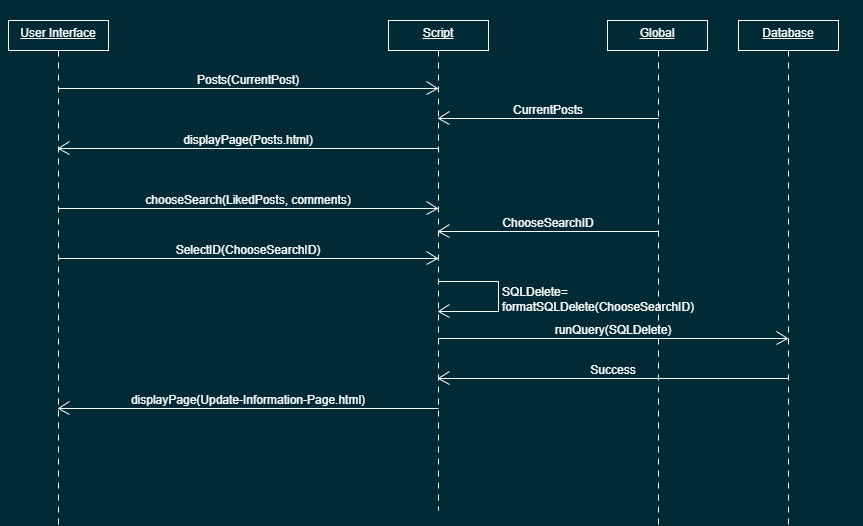 User Interface
Script
Global
Database
Posts(CurrentPost)
CurrentPosts
displayPage(Posts.html)
chooseSearch(LikedPosts, comments)
ChooseSearchID
SelectID(ChooseSearchID)
SQLDelete=
formatSQLDelete(ChooseSearchID)
runQuery(SQLDelete)
Success
displayPage(Update-Information-Page.html)